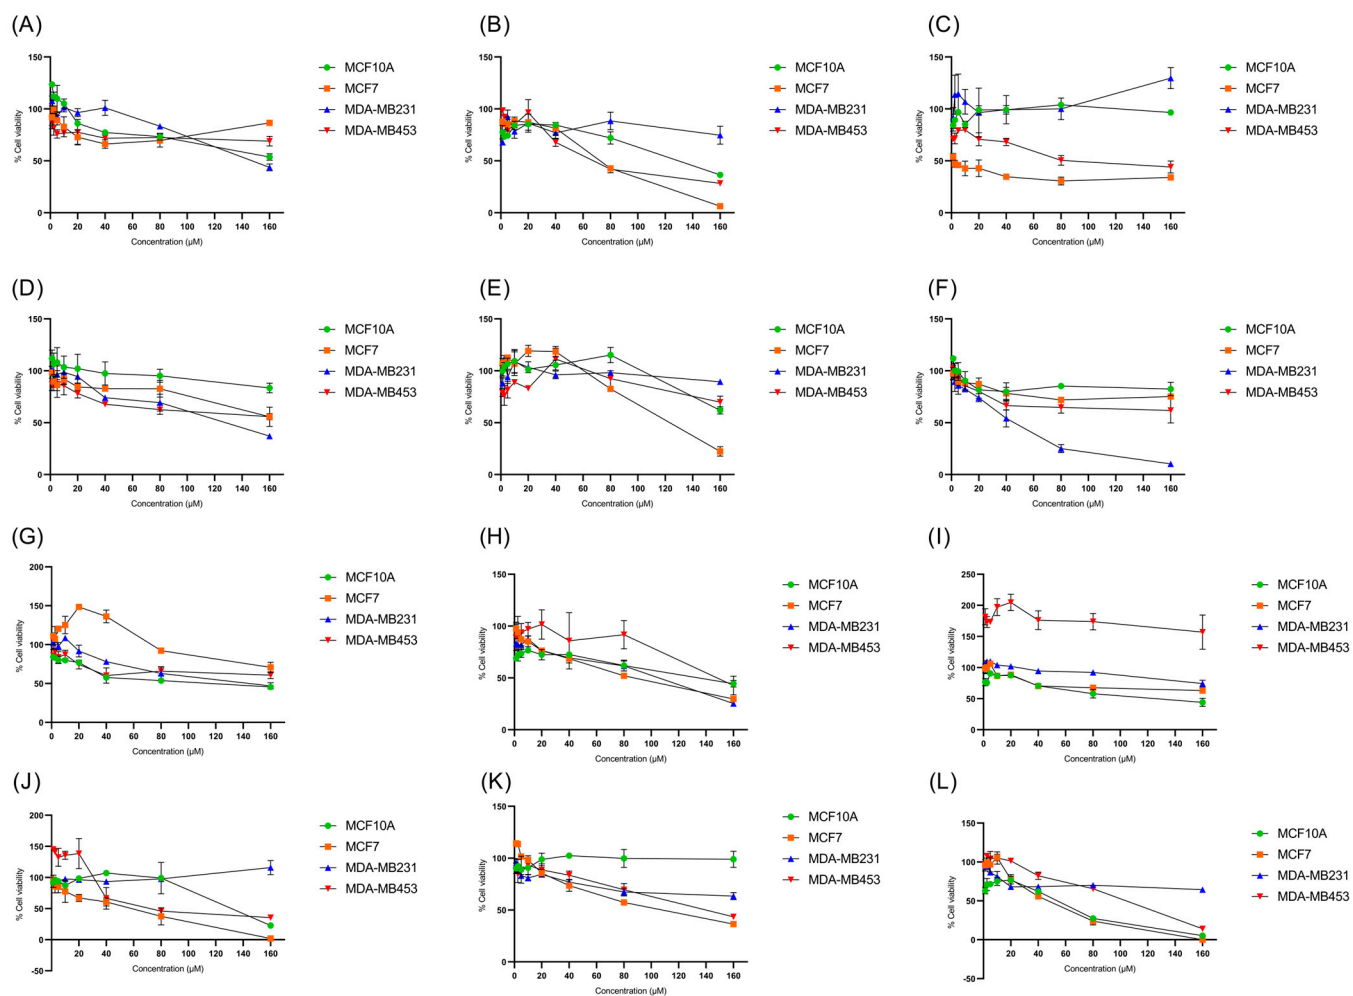 (A)
150
100
50
0
% Cell viability
0 20 40 60 80 100 120 140 160
Concentration (µM)
MCF10A
MCF7
MDA-MB231
MDA-MB453
(B)
150
100
50
0
% Cell viability
0 20 40 60 80 100 120 140 160
Concentration (µM)
MCF10A
MCF7
MDA-MB231
MDA-MB453
(C)
150
100
50
0
% Cell viability
0 20 40 60 80 100 120 140 160
Concentration (µM)
MCF10A
MCF7
MDA-MB231
MDA-MB453
(D)
150
100
50
0
% Cell viability
0 20 40 60 80 100 120 140 160
Concentration (µM)
MCF10A
MCF7
MDA-MB231
MDA-MB453
(E)
150
100
50
0
% Cell viability
0 20 40 60 80 100 120 140 160
Concentration (µM)
MCF10A
MCF7
MDA-MB231
MDA-MB453
(F)
150
100
50
0
% Cell viability
0 20 40 60 80 100 120 140 160
Concentration (µM)
MCF10A
MCF7
MDA-MB231
MDA-MB453
(G)
200
150
100
50
0
% Cell viability
0 20 40 60 80 100 120 140 160
Concentration (µM)
MCF10A
MCF7
MDA-MB231
MDA-MB453
(H)
150
100
50
0
% Cell viability
0 20 40 60 80 100 120 140 160
Concentration (µM)
MCF10A
MCF7
MDA-MB231
MDA-MB453
(I)
250
200
150
100
50
0
% Cell viability
0 20 40 60 80 100 120 140 160
Concentration (µM)
MCF10A
MCF7
MDA-MB231
MDA-MB453
(J)
200
150
100
50
0
-50
% Cell viability
20 40 60 80 100 120 140 160
Concentration (µM)
MCF10A
MCF7
MDA-MB231
MDA-MB453
(K)
150
100
50
0
% Cell viability
0 20 40 60 80 100 120 140 160
Concentration (µM)
MCF10A
MCF7
MDA-MB231
MDA-MB453
(L)
150
100
50
0
-50
% Cell viability
20 40 60 80 100 120 140 160
Concentration (µM)
MCF10A
MCF7
MDA-MB231
MDA-MB453